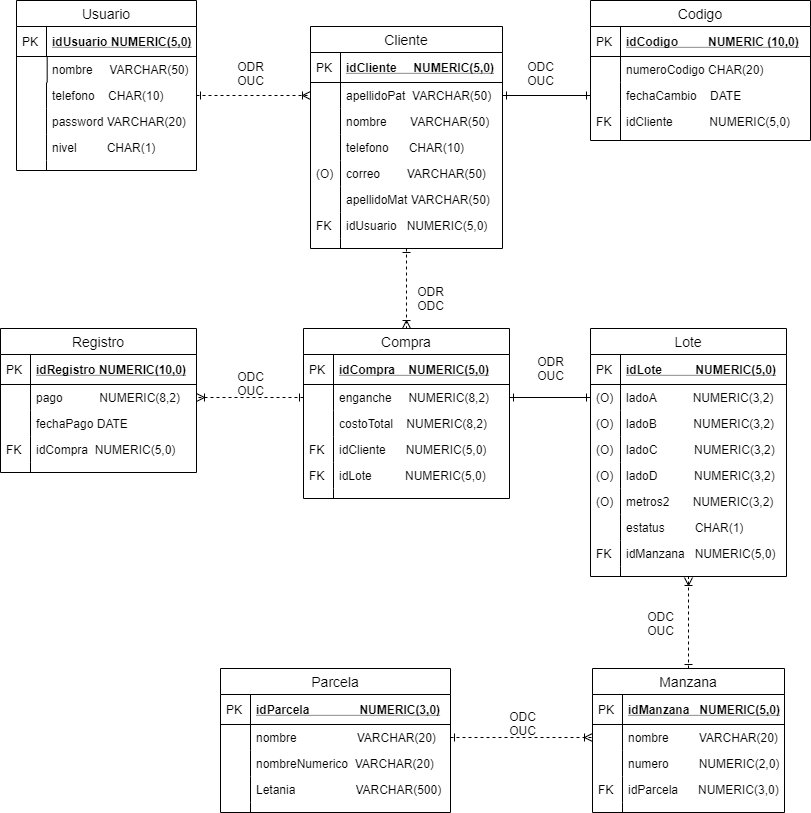 Usuario
PK idUsuario NUMERIC(5,0)
nombre VARCHAR(50)
telefono CHAR(10)
password VARCHAR(20)
nivel CHAR(1)
ODR
OUC
Cliente
PK idCliente NUMERIC(5,0)
apellidoPat VARCHAR(50)
nombre VARCHAR(50)
telefono CHAR(10)
(O) correo VARCHAR(50)
apellidoMat VARCHAR(50)
FK idUsuario NUMERIC(5,0)
ODC
OUC
Codigo
PK idCodigo NUMERIC (10,0)
numeroCodigo CHAR(20)
fechaCambio DATE
FK idCliente NUMERIC(5,0)
ODR
ODC
Registro
PK idRegistro NUMERIC(10,0)
pago NUMERIC(8,2)
fechaPago DATE
FK idCompra NUMERIC(5,0)
ODC
OUC
Compra
PK idCompra NUMERIC(5,0)
enganche NUMERIC(8,2)
costoTotal NUMERIC(8,2)
FK idCliente NUMERIC(5,0)
FK idLote NUMERIC(5,0)
ODR
OUC
Lote
PK idLote NUMERIC(5,0)
(O) ladoA NUMERIC(3,2)
(O) ladoB NUMERIC(3,2)
(O) ladoC NUMERIC(3,2)
(O) ladoD NUMERIC(3,2)
(O) metros2 NUMERIC(3,2)
estatus CHAR(1)
FK idManzana NUMERIC(5,0)
ODC
OUC
Parcela
PK idParcela NUMERIC(3,0)
nombre VARCHAR(20)
nombreNumerico VARCHAR(20)
Letania VARCHAR(500)
ODC
OUC
Manzana
PK idManzana NUMERIC(5,0)
nombre VARCHAR(20)
numero NUMERIC(2,0)
FK idParcela NUMERIC(3,0)